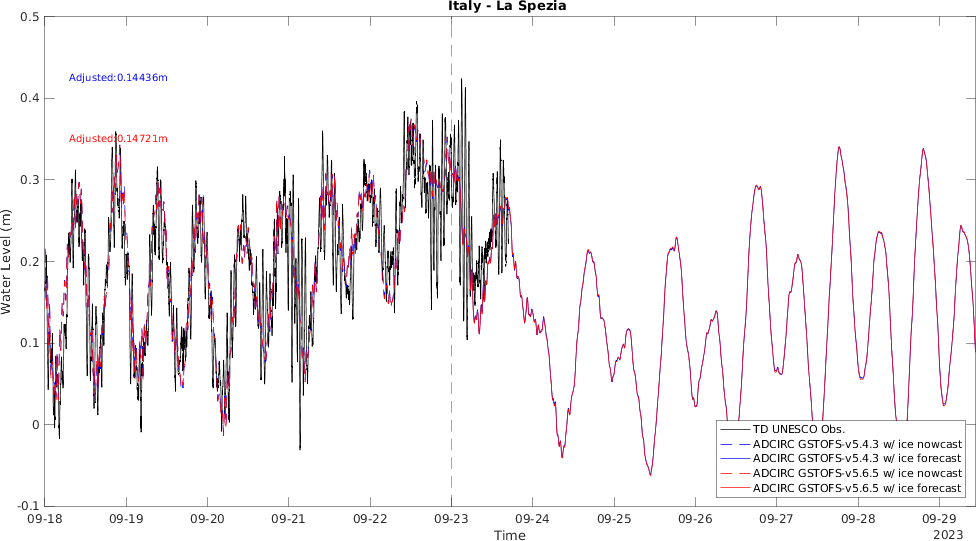 Italy - La Spezia
0.5
0.4
0.3
0.2
0.1
0
-0.1
Water Level (m)
Adjusted:0.14436m
Adjusted:0.14721m
TD UNESCO Obs.
ADCIRC GSTOFS-v5.4.3 w/ ice nowcast
ADCIRC GSTOFS-v5.4.3 w/ ice forecast
ADCIRC GSTOFS-v5.6.5 w/ ice nowcast
ADCIRC GSTOFS-v5.6.5 w/ ice forecast
09-18 09-19 09-20 09-21 09-22 09-23 09-24 09-25 09-26 09-27 09-28 09-29
Time
2023